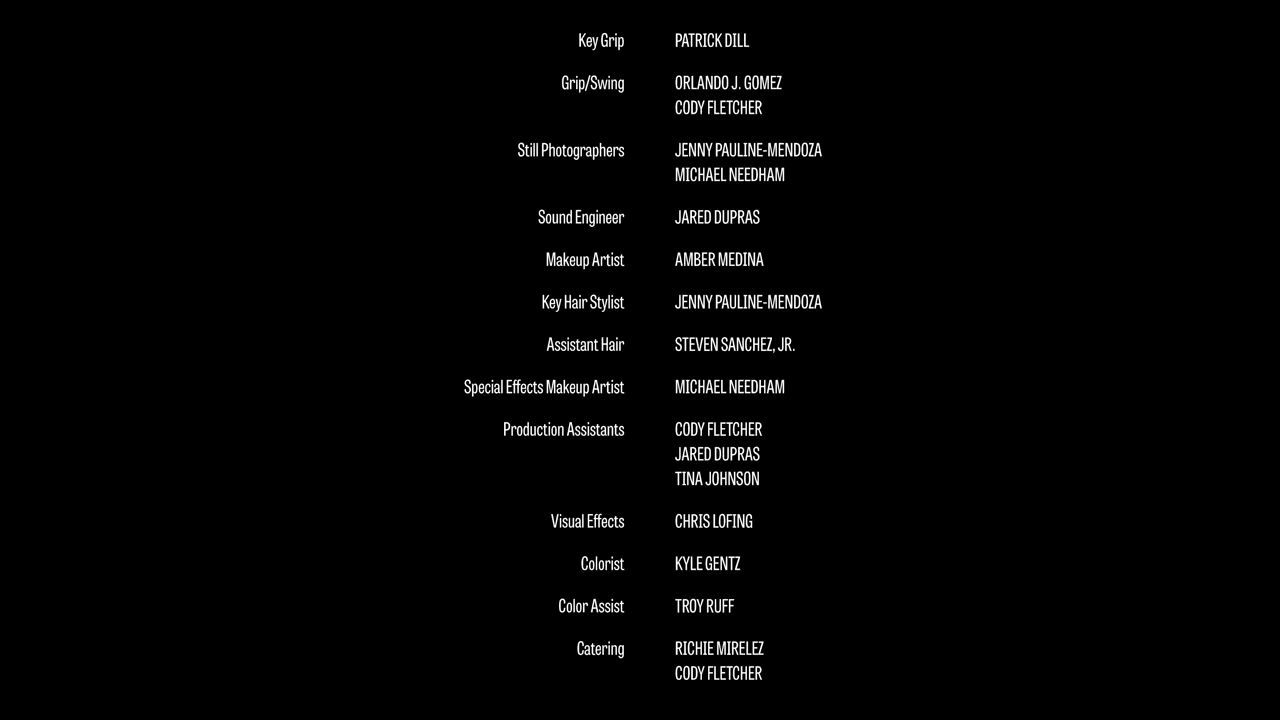 Key Grip PATRICK DILL
Grip/Swing ORLANDO J. GOMEZ
CODY FLETCHER
Still Photographers JENNY PAULINE-MENDOZA
MICHAEL NEEDHAM
Sound Engineer JARED DUPRAS
Makeup Artist AMBER MEDINA
Key Hair Stylist JENNY PAULINE-MENDOZA
Assistant Hair STEVEN SANCHEZ, JR.
Special Effects Makeup Artist MICHAEL NEEDHAM
Production Assistants CODY FLETCHER
JARED DUPRAS
TINA JOHNSON
Visual Effects CHRIS LOFING
Colorist KYLE GENTZ
Color Assist TROY RUFF
Catering RICHIE MIRELEZ
CODY FLETCHER